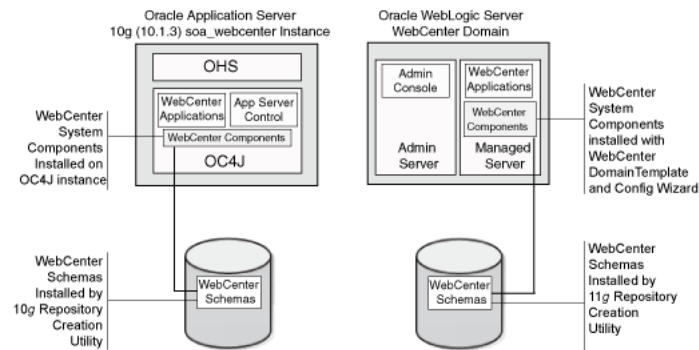 Oracle Application Server
10g (10.1.3) soa_webcenter Instance
OHS
WebCenter
Applications
App Server
Control
WebCenter Components
OC4J
WebCenter
System
Components
Installed on
OC4J instance
WebCenter
Schemas
WebCenter
Schemas
Installed by
10g Repository
Creation
Utility
Oracle WebLogic Server
WebCenter Domain
Admin
Console
Admin
Server
WebCenter
Applications
WebCenter
Components
Managed
Server
WebCenter
System
Components
installed with
WebCenter
DomainTemplate
and Config Wizard
WebCenter
Schemas
WebCenter
Schemas
Installed by
11g Repository
Creation
Utility